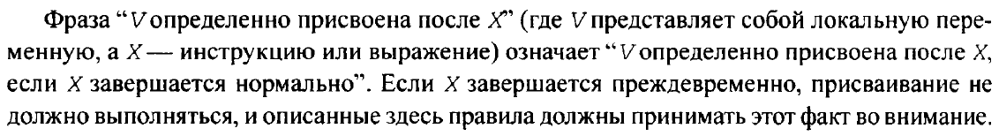 Фраза “V определенно присвоена после X” (где V представляет собой локальную пере-
менную, а X — инструкцию или выражение) означает “V определенно присвоена после X,
если X завершается нормально”. Если X завершается преждевременно, присваивание не
должно выполняться, и описанные здесь правила должны принимать этот факт во внимание.